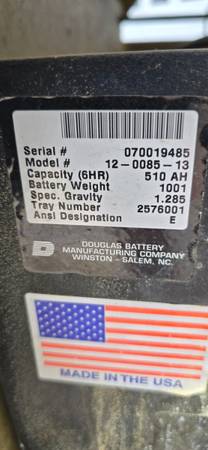 Serial # 070019485
Model # 12-0085-13
Capacity (6HR) 510 AH
Battery Weight 1001
Spec. Gravity 1.285
Tray Number 2576001
Ansi Designation E
DOUGLAS BATTERY
MANUFACTURING COMPANY
WINSTON - SALEM, NC.
MADE IN THE USA